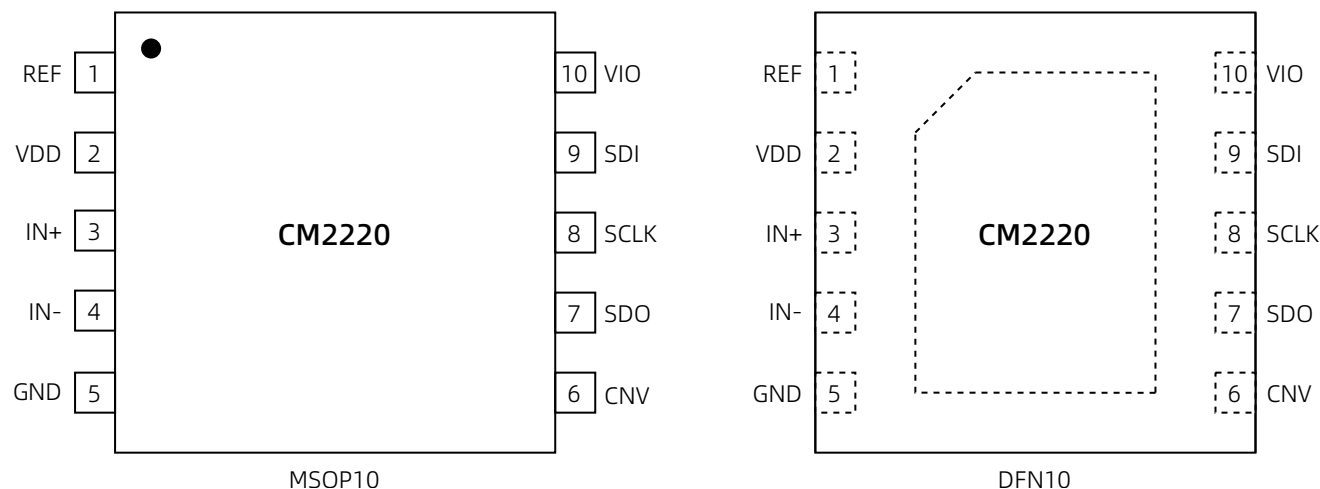 REF 1 10 VIO
VDD 2 9 SDI
IN+ 3 CM2220 8 SCLK
IN- 4 7 SDO
GND 5 6 CNV
MSOP10
REF 1 10 VIO
VDD 2 9 SDI
IN+ 3 CM2220 8 SCLK
IN- 4 7 SDO
GND 5 6 CNV
DFN10